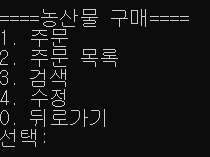 ====농산물 구매====
1. 주문
2. 주문 목록
3. 검색
4. 수정
0. 뒤로가기
선택: